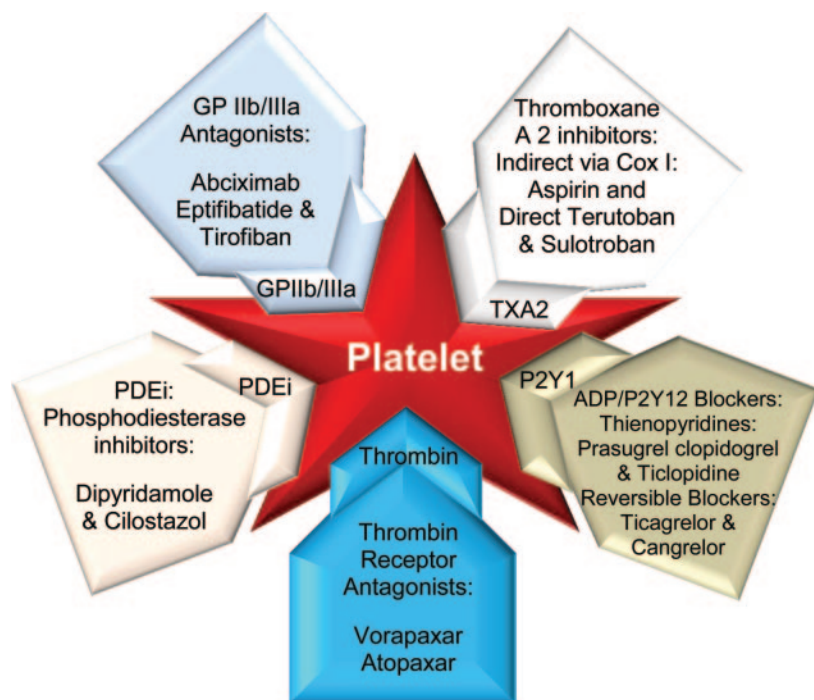 GP IIb/IIIa
Antagonists:
Abciximab
Eptifibatide &
Tirofiban
GPIIb/IIIa
Thromboxane
A 2 inhibitors:
Indirect via Cox I:
Aspirin and
Direct Terutoban
& Sulotroban
TXA2
Platelet
PDEi
PDEi:
Phosphodiesterase
inhibitors:
Dipyridamole
& Cilostazol
P2Y1
ADP/P2Y12 Blockers:
Thienopyridines:
Prasugrel clopidogrel
& Ticlopidine
Reversible Blockers:
Ticagrelor &
Cangrelor
Thrombin
Thrombin
Receptor
Antagonists:
Vorapaxar
Atopaxar